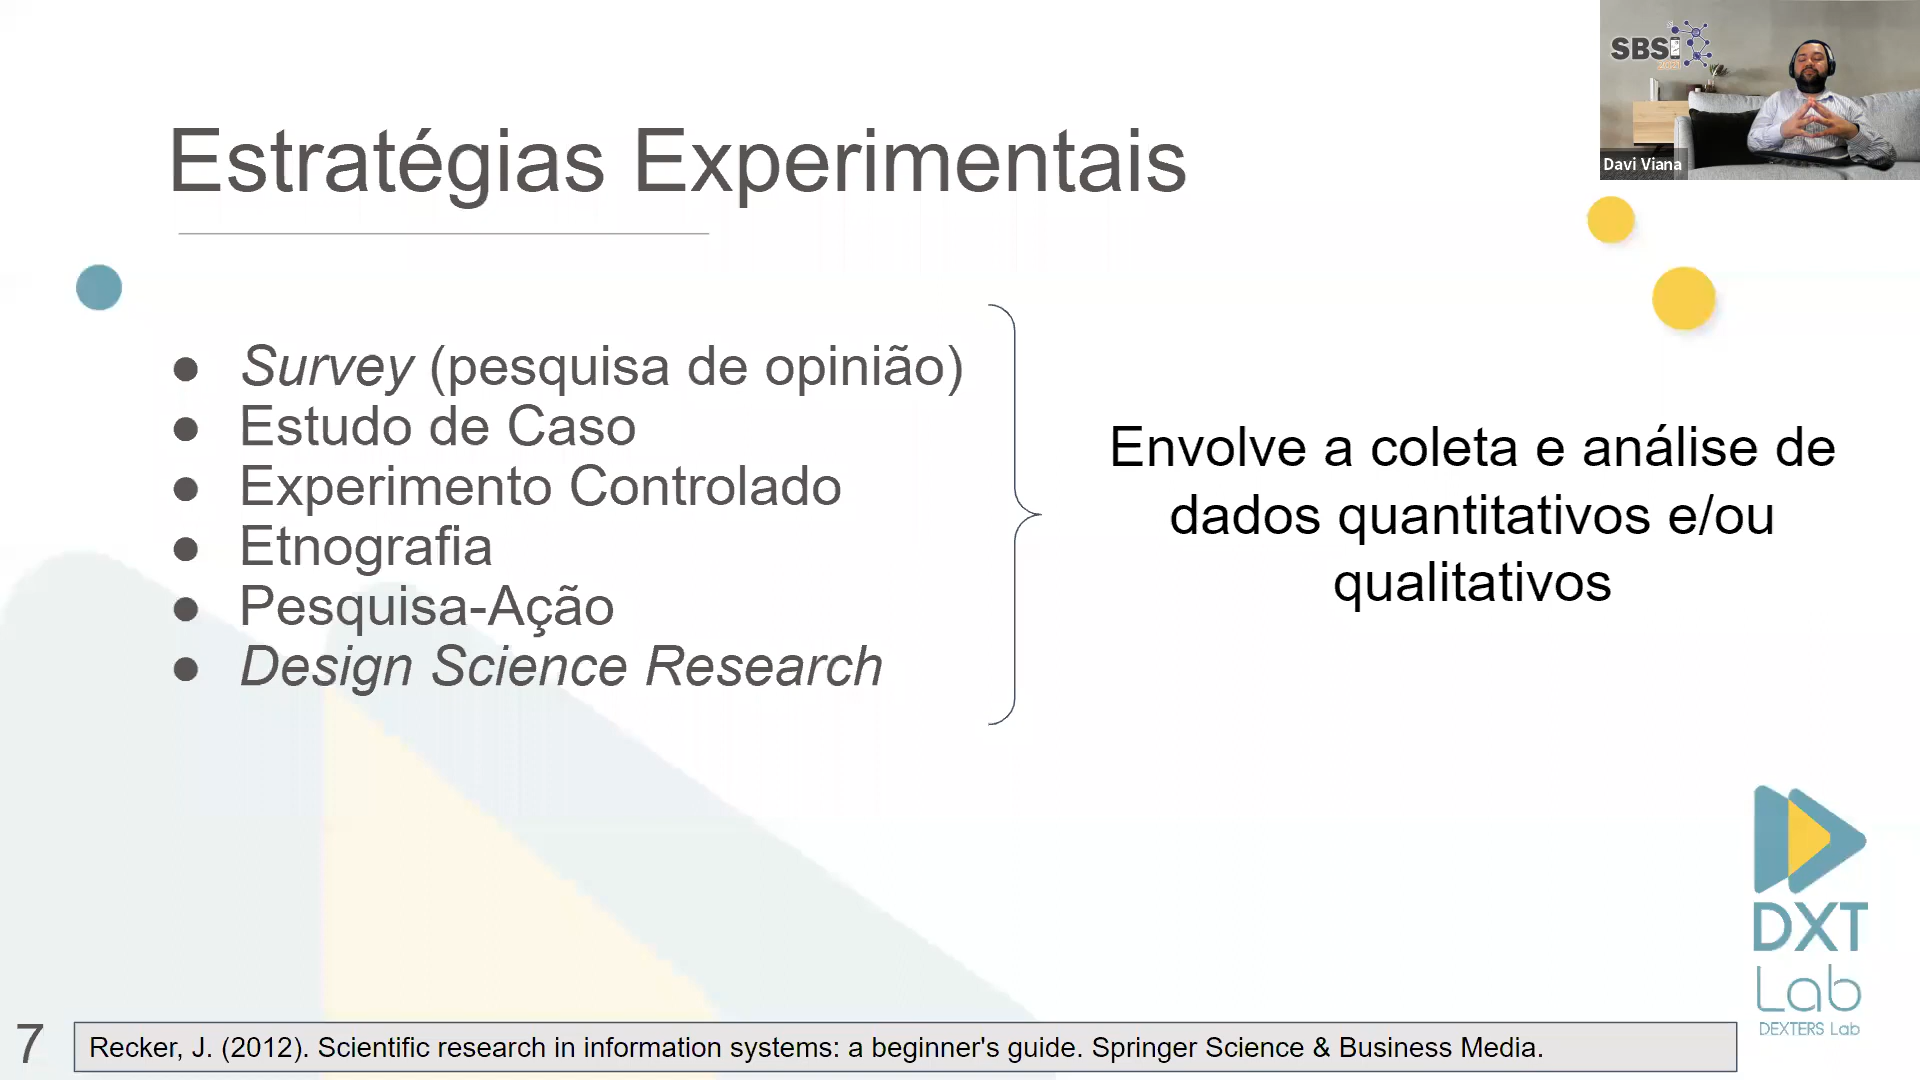 SBSI
Davi Viana
Estratégias Experimentais
● Survey (pesquisa de opinião)
● Estudo de Caso
● Experimento Controlado
● Etnografia
● Pesquisa-Ação
● Design Science Research
Envolve a coleta e análise de
dados quantitativos e/ou
qualitativos
DXT
Lab
DEXTERS Lab
7
Recker, J. (2012). Scientific research in information systems: a beginner's guide. Springer Science & Business Media.